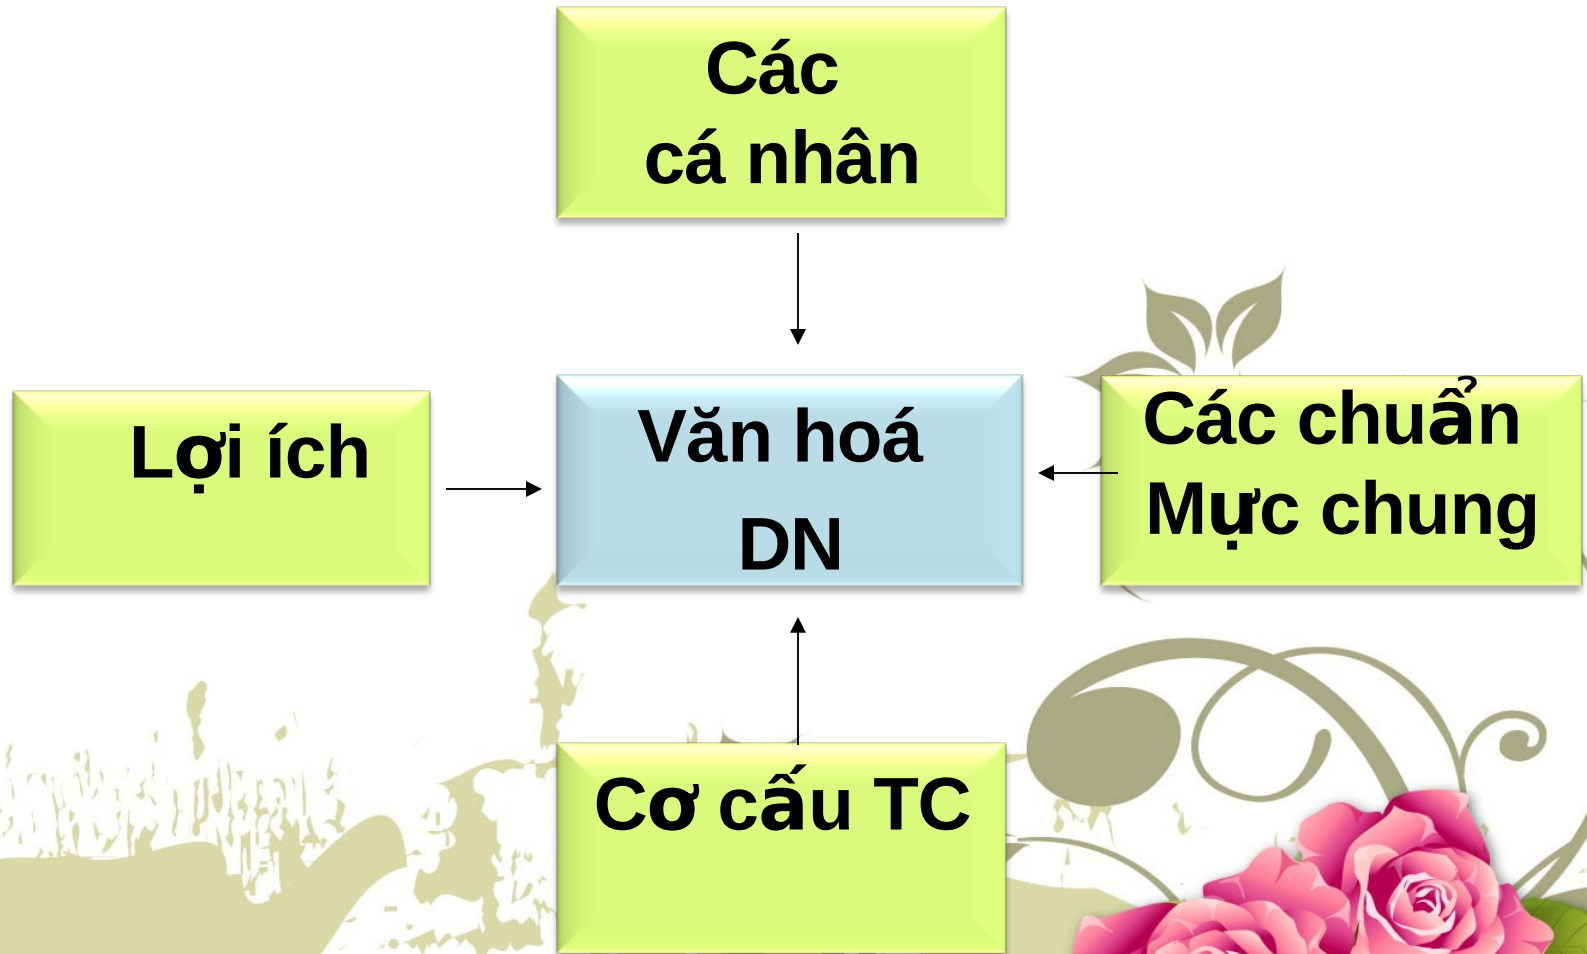 Các
cá nhân
Lợi ích
Văn hoá
DN
Các chuẩn
Mực chung
Cơ cấu TC